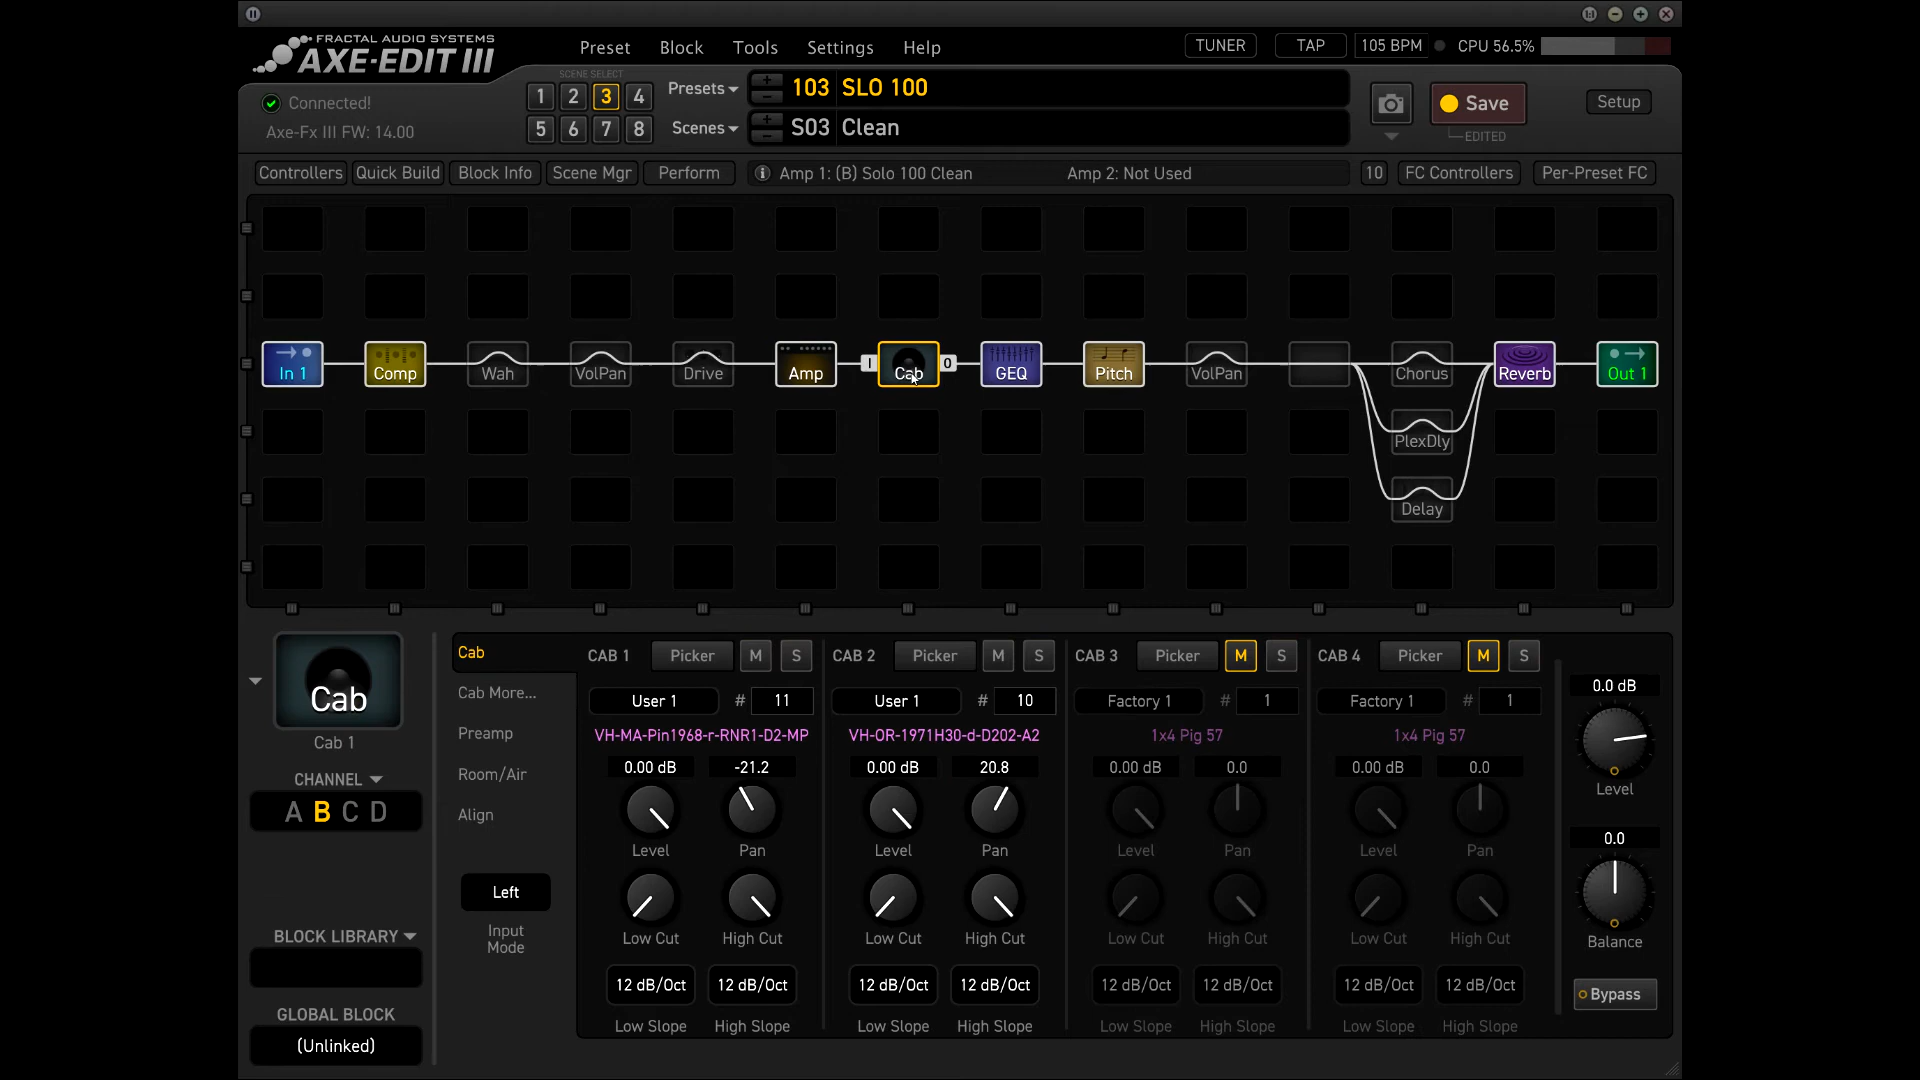 FRACTAL AUDIO SYSTEMS
AXE-EDIT III
Preset Block Tools Settings Help
TUNER TAP 105 BPM CPU 56.5%
SCENE SELECT
1 2 3 4
5 6 7 8
Presets 103 SLO 100
Scenes S03 Clean
Connected!
Axe-Fx III FW: 14.00
Save
EDITED
Setup
Controllers Quick Build Block Info Scene Mgr Perform
Amp 1: (B) Solo 100 Clean Amp 2: Not Used
10 FC Controllers Per-Preset FC
In 1 Comp Wah VolPan Drive Amp I Cab O GEQ Pitch VolPan Chorus Reverb Out 1
PlexDly
Delay
Cab
Cab 1
CHANNEL
A B C D
BLOCK LIBRARY
GLOBAL BLOCK
(Unlinked)
Cab
Cab More...
Preamp
Room/Air
Align
Left
Input
Mode
CAB 1 Picker M S
User 1 # 11
VH-MA-Pin1968-r-RNR1-D2-MP
0.00 dB -21.2
Level Pan
Low Cut High Cut
12 dB/Oct 12 dB/Oct
Low Slope High Slope
CAB 2 Picker M S
User 1 # 10
VH-OR-1971H30-d-D202-A2
0.00 dB 20.8
Level Pan
Low Cut High Cut
12 dB/Oct 12 dB/Oct
Low Slope High Slope
CAB 3 Picker M S
Factory 1 # 1
1x4 Pig 57
0.00 dB 0.0
Level Pan
Low Cut High Cut
12 dB/Oct 12 dB/Oct
Low Slope High Slope
CAB 4 Picker M S
Factory 1 # 1
1x4 Pig 57
0.00 dB 0.0
Level Pan
Low Cut High Cut
12 dB/Oct 12 dB/Oct
Low Slope High Slope
0.0 dB
Level
0.0
Balance
Bypass